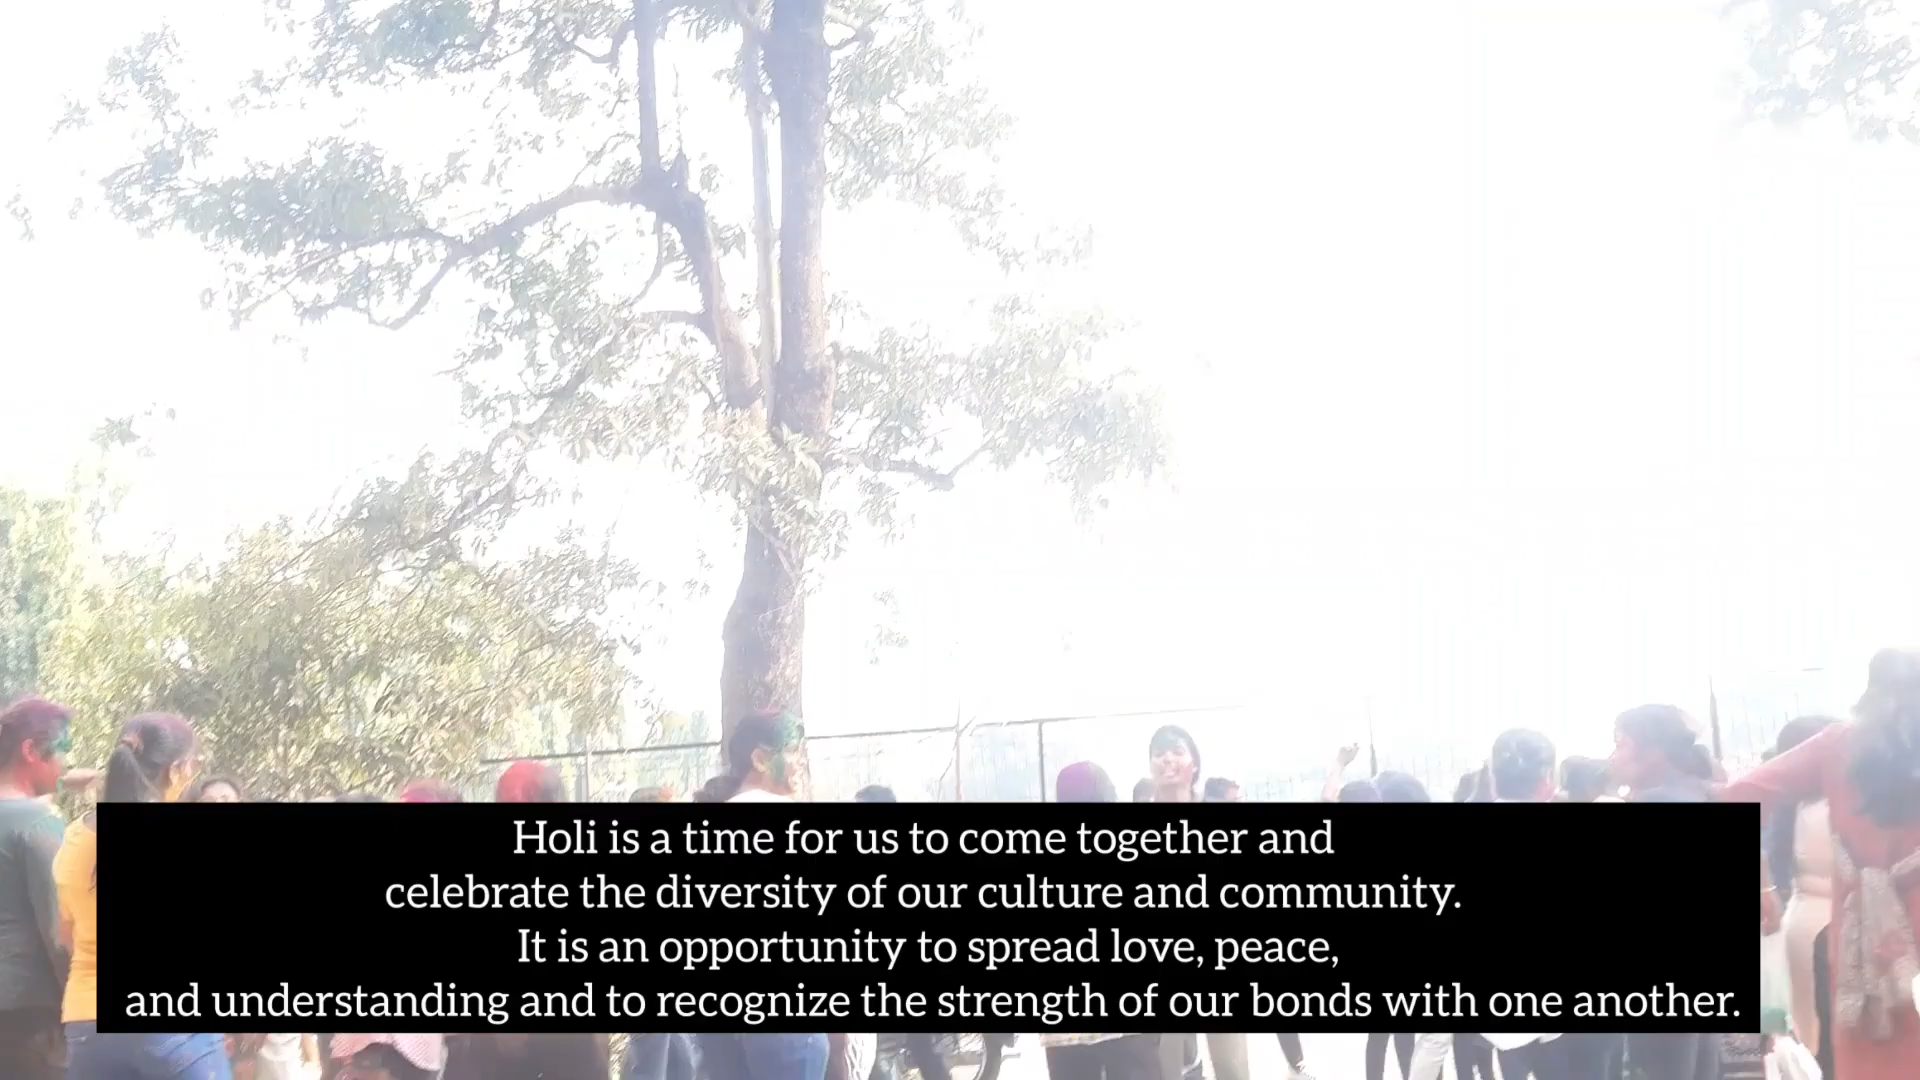 Holi is a time for us to come together and
celebrate the diversity of our culture and community.
It is an opportunity to spread love, peace,
and understanding and to recognize the strength of our bonds with one another.